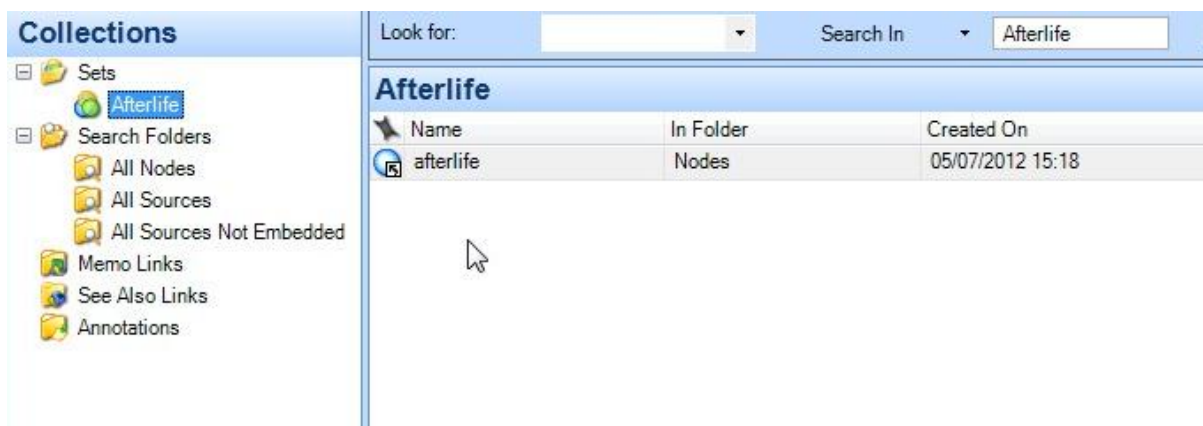 Collections
Sets
Afterlife
Search Folders
All Nodes
All Sources
All Sources Not Embedded
Memo Links
See Also Links
Annotations
Look for: Search In Afterlife
Afterlife
Name In Folder Created On
afterlife Nodes 05/07/2012 15:18